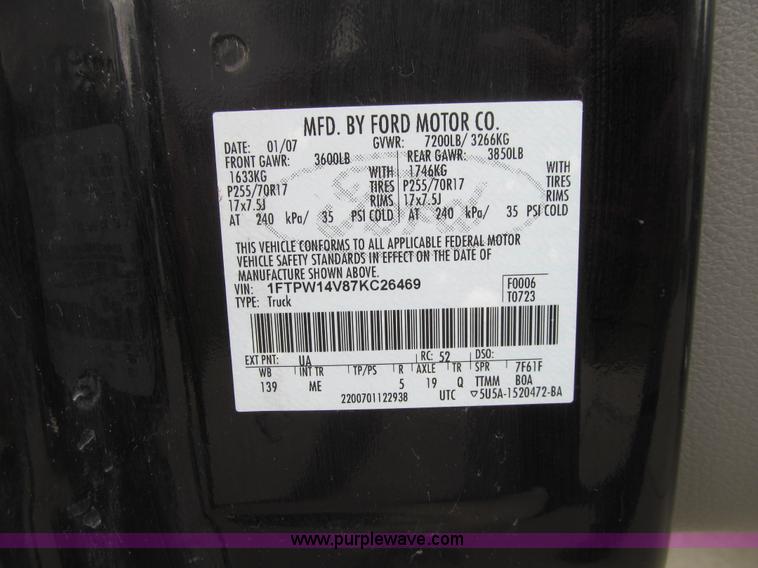 MFD. BY FORD MOTOR CO.
DATE: 01/07 GVWR: 7200LB/ 3266KG
FRONT GAWR: 3600LB REAR GAWR: 3850LB
1633KG WITH 1746KG WITH
P255/70R17 TIRES P255/70R17 TIRES
17x7.5J RIMS 17x7.5J RIMS
AT 240 kPa/ 35 PSI COLD AT 240 kPa/ 35 PSI COLD
Ford
THIS VEHICLE CONFORMS TO ALL APPLICABLE FEDERAL MOTOR
VEHICLE SAFETY STANDARDS IN EFFECT ON THE DATE OF
MANUFACTURE SHOWN ABOVE.
VIN: 1FTPW14V87KC26469 F0006
TYPE: Truck T0723
EXT PNT: UA RC: 52 DSO:
WB INT TR TP/PS R AXLE TR SPR 7F61F
139 ME 5 19 Q TTMM BOA
2200701122938 UTC ▽5U5A-1520472-BA
www.purplewave.com